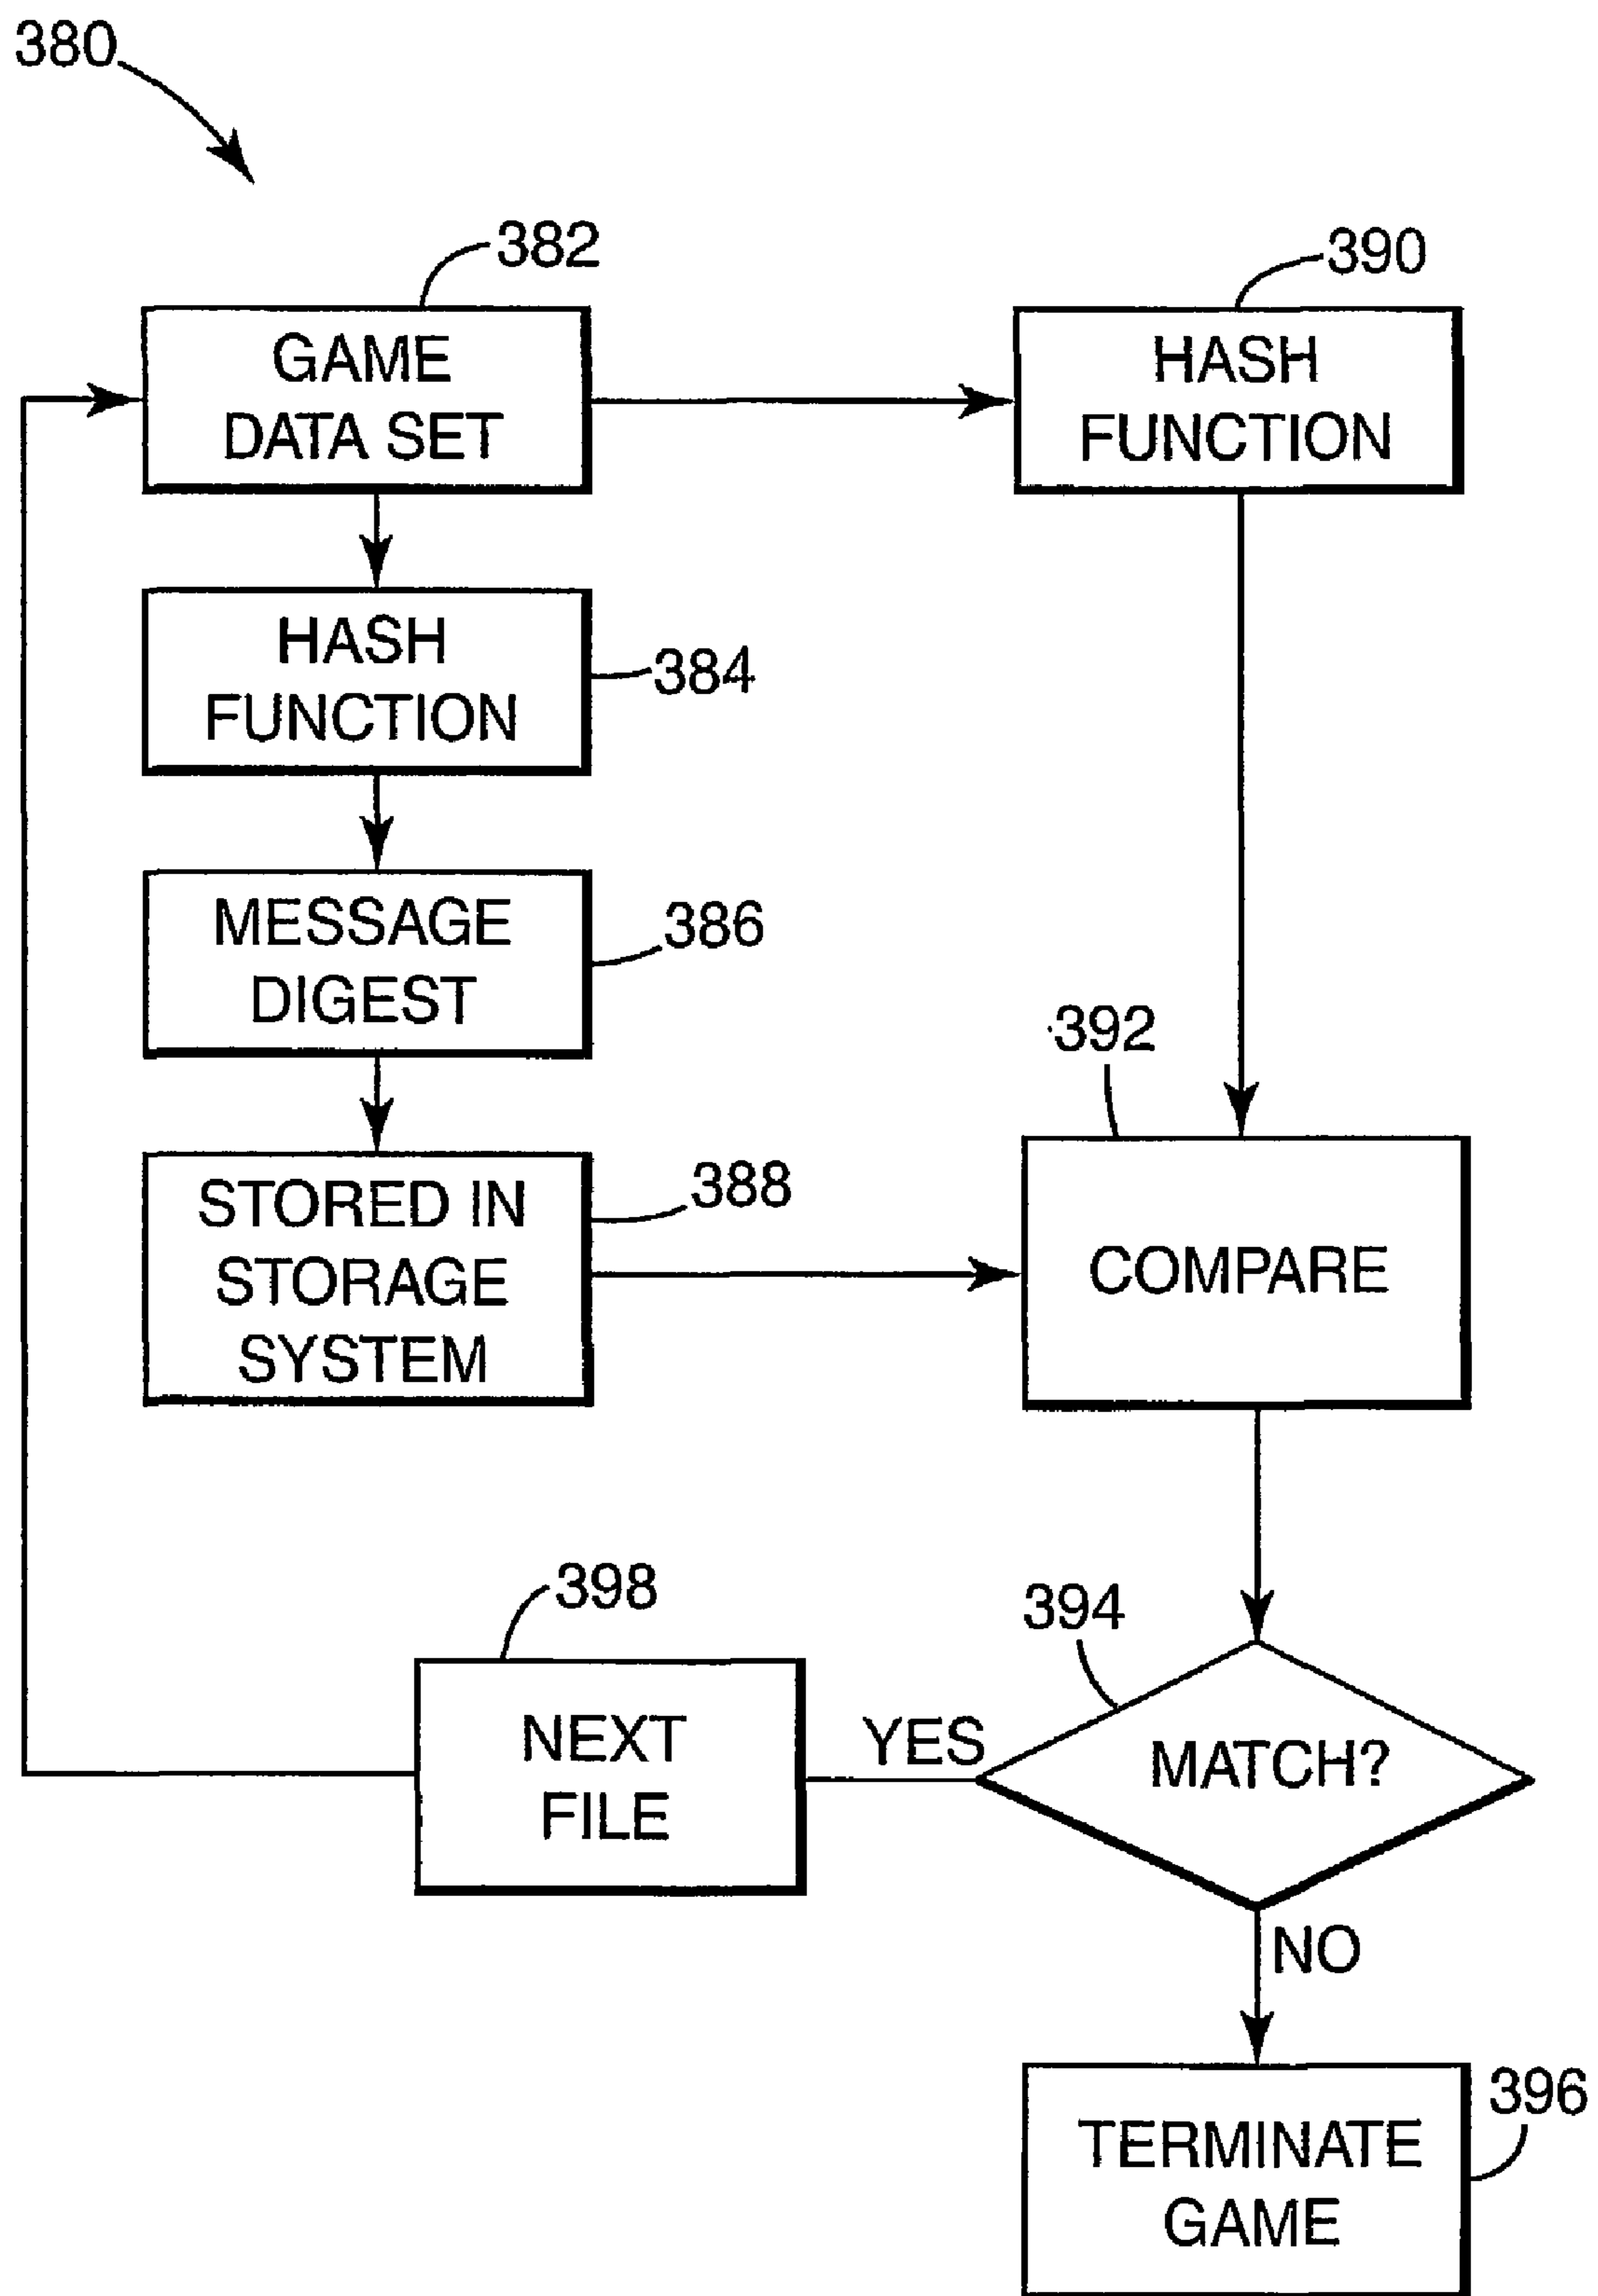 380
382
GAME
DATA SET
390
HASH
FUNCTION
HASH
FUNCTION
384
MESSAGE
DIGEST
386
392
STORED IN
STORAGE
SYSTEM
388
COMPARE
398
NEXT
FILE
394
YES
MATCH?
NO
TERMINATE
GAME
396